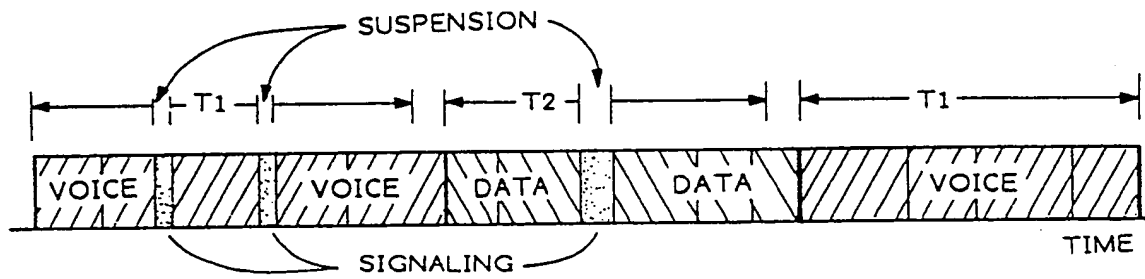 SUSPENSION
T1 T2 T1
VOICE VOICE DATA DATA VOICE
TIME
SIGNALING